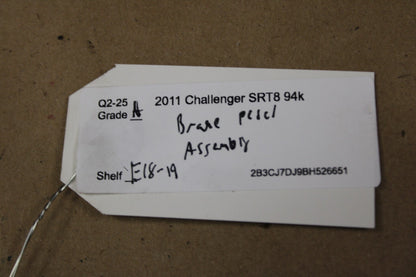 Q2-25
Grade A
2011 Challenger SRT8 94k
Brake pedal
Assembly
Shelf E18-19
2B3CJ7DJ9BH526651